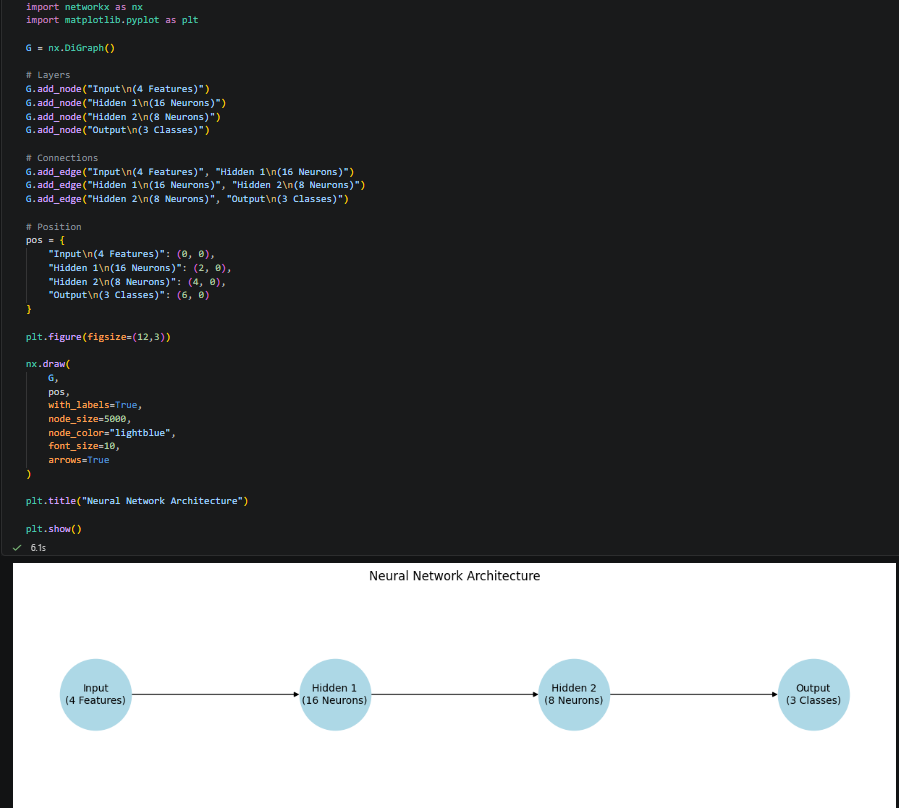 import networkx as nx
import matplotlib.pyplot as plt
G = nx.DiGraph()
# Layers
G.add_node("Input\n(4 Features)")
G.add_node("Hidden 1\n(16 Neurons)")
G.add_node("Hidden 2\n(8 Neurons)")
G.add_node("Output\n(3 Classes)")
# Connections
G.add_edge("Input\n(4 Features)", "Hidden 1\n(16 Neurons)")
G.add_edge("Hidden 1\n(16 Neurons)", "Hidden 2\n(8 Neurons)")
G.add_edge("Hidden 2\n(8 Neurons)", "Output\n(3 Classes)")
# Position
pos = {
    "Input\n(4 Features)": (0, 0),
    "Hidden 1\n(16 Neurons)": (2, 0),
    "Hidden 2\n(8 Neurons)": (4, 0),
    "Output\n(3 Classes)": (6, 0)
}
plt.figure(figsize=(12,3))
nx.draw(
    G,
    pos,
    with_labels=True,
    node_size=5000,
    node_color="lightblue",
    font_size=10,
    arrows=True
)
plt.title("Neural Network Architecture")
plt.show()
6.1s
Neural Network Architecture
Input
(4 Features)
Hidden 1
(16 Neurons)
Hidden 2
(8 Neurons)
Output
(3 Classes)